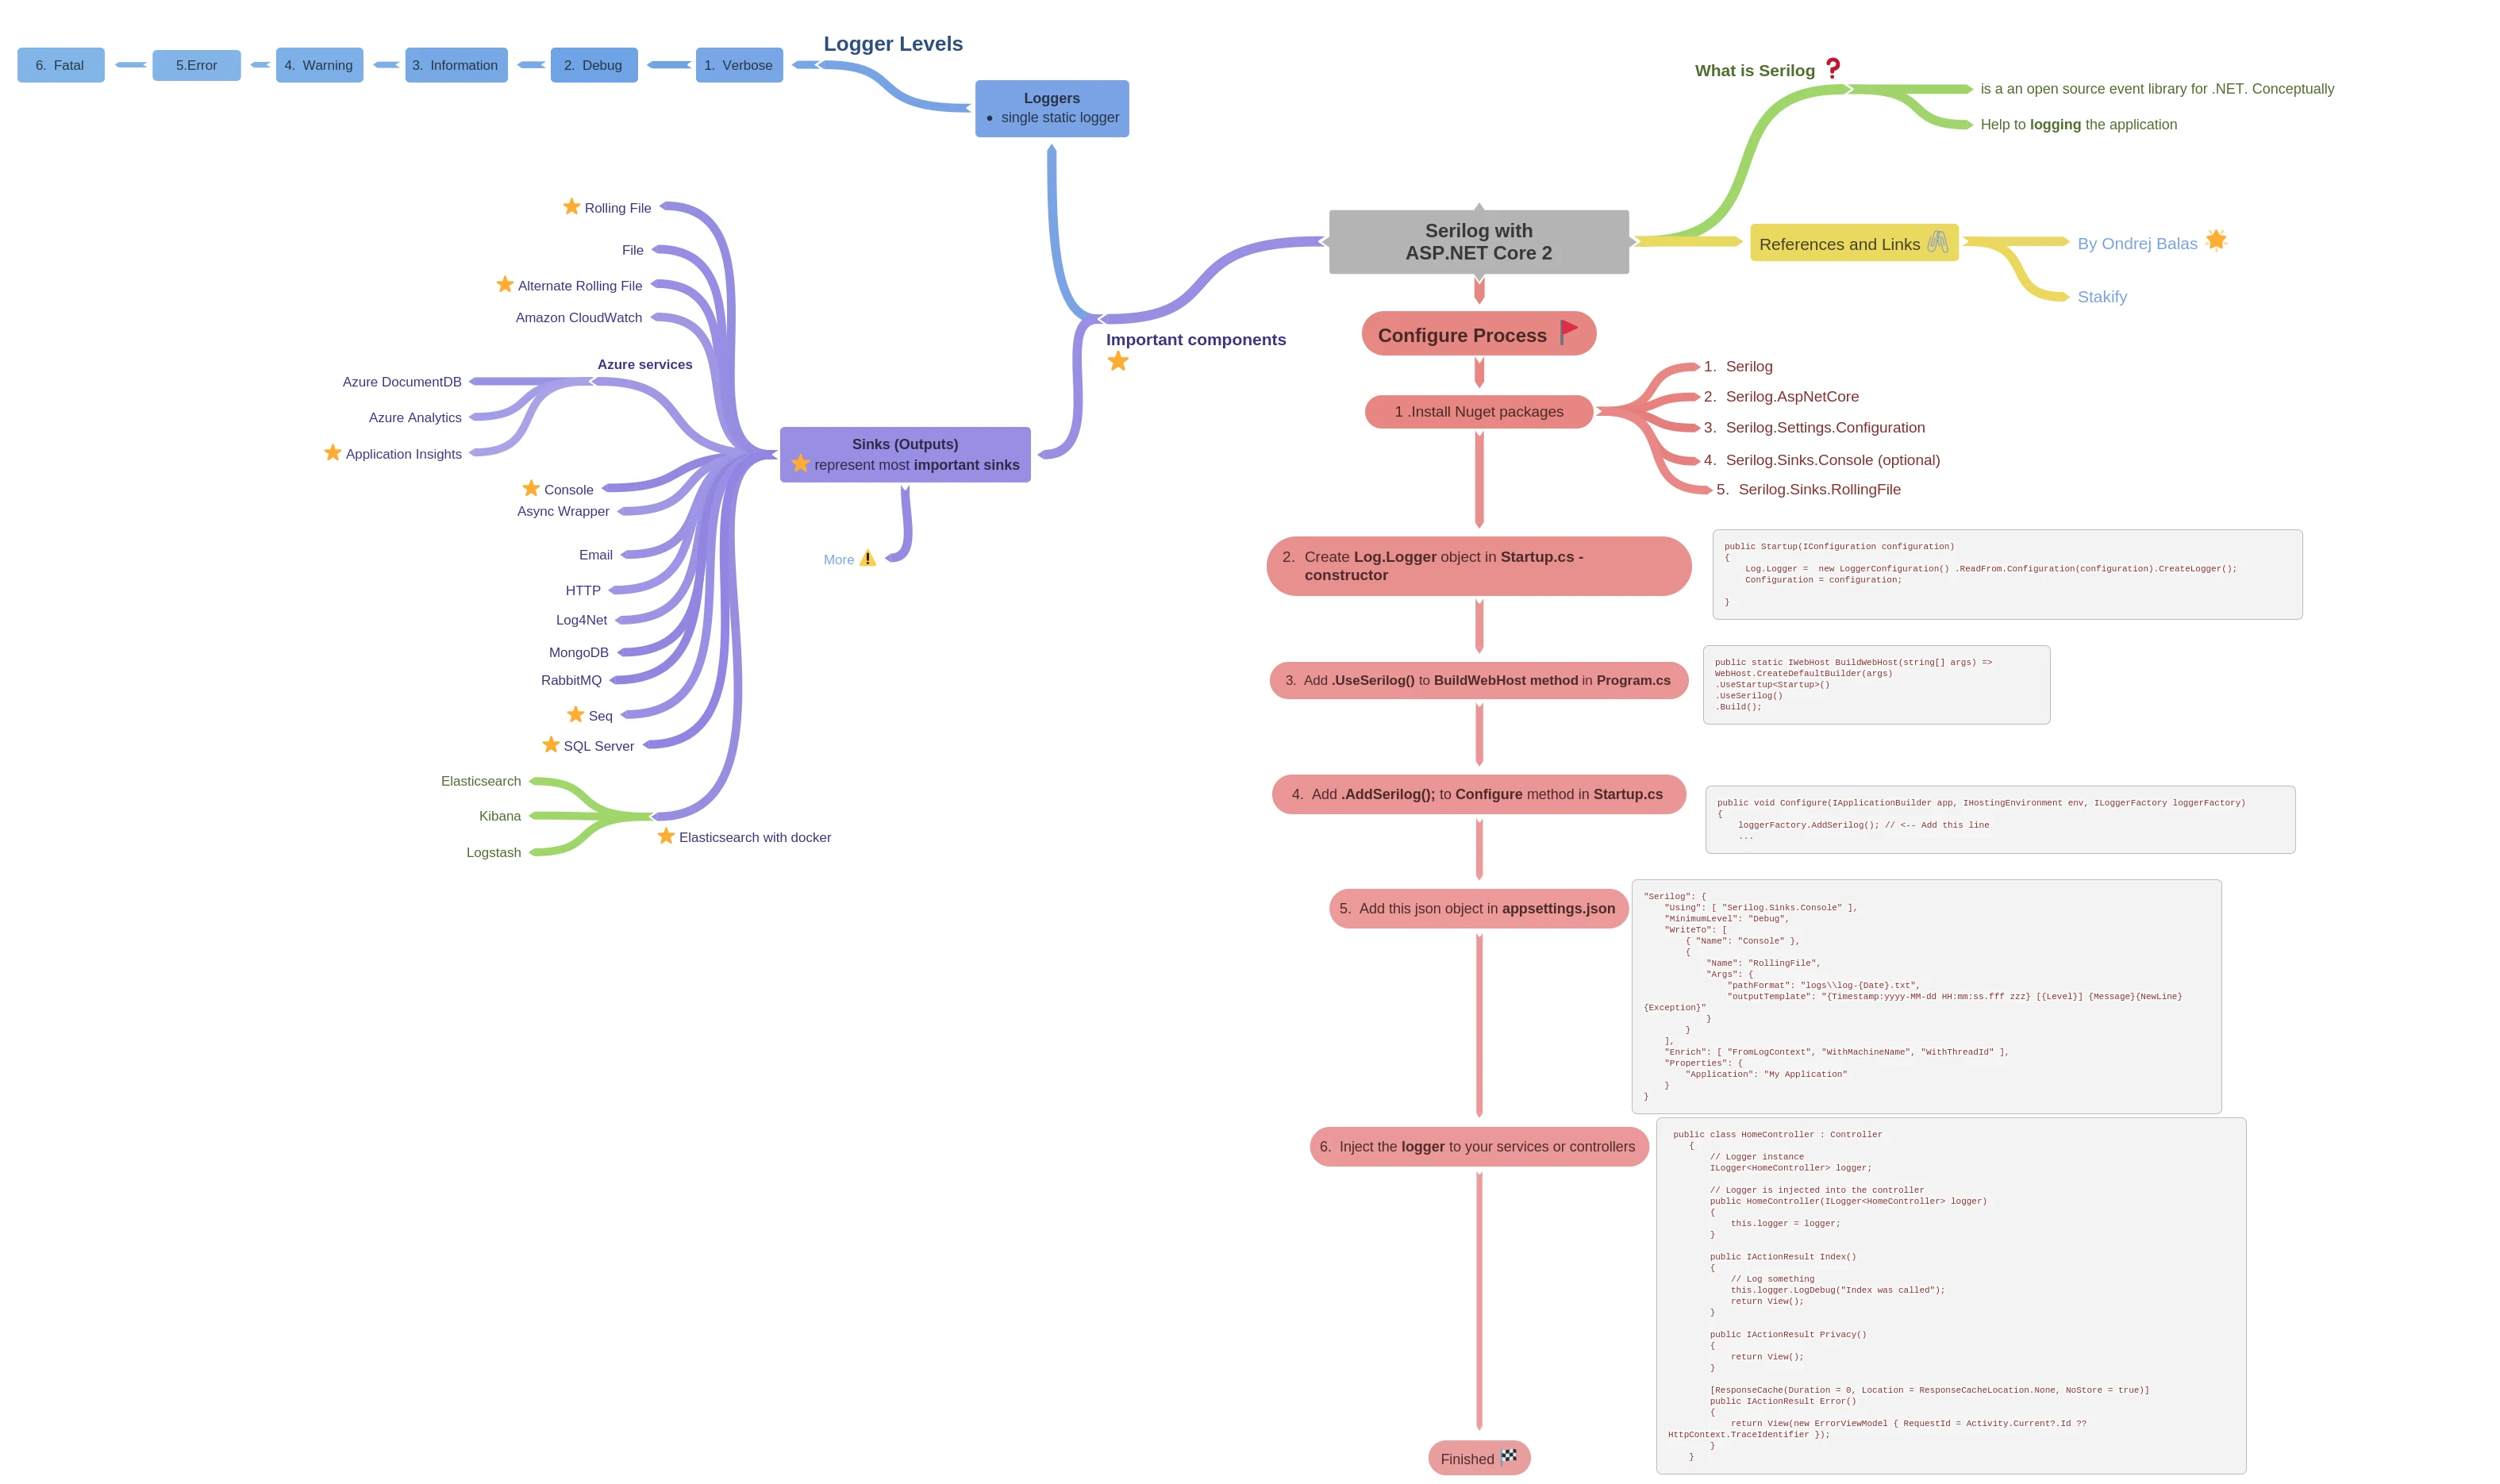 Logger Levels
6. Fatal
5.Error
4. Warning
3. Information
2. Debug
1. Verbose
Loggers
• single static logger
What is Serilog ❓
is a an open source event library for .NET. Conceptually
Help to logging the application
Serilog with
ASP.NET Core 2
References and Links
By Ondrej Balas
Stakify
Important components
Rolling File
File
Alternate Rolling File
Amazon CloudWatch
Azure services
Azure DocumentDB
Azure Analytics
Application Insights
Sinks (Outputs)
represent most important sinks
Console
Async Wrapper
Email
HTTP
Log4Net
MongoDB
RabbitMQ
Seq
SQL Server
Elasticsearch
Kibana
Logstash
Elasticsearch with docker
More
Configure Process
1 .Install Nuget packages
1. Serilog
2. Serilog.AspNetCore
3. Serilog.Settings.Configuration
4. Serilog.Sinks.Console (optional)
5. Serilog.Sinks.RollingFile
2. Create Log.Logger object in Startup.cs -
constructor
public Startup(IConfiguration configuration)
{
    Log.Logger =  new LoggerConfiguration() .ReadFrom.Configuration(configuration).CreateLogger();
    Configuration = configuration;
}
3. Add .UseSerilog() to BuildWebHost method in Program.cs
public static IWebHost BuildWebHost(string[] args) =>
WebHost.CreateDefaultBuilder(args)
.UseStartup<Startup>()
.UseSerilog()
.Build();
4. Add .AddSerilog(); to Configure method in Startup.cs
public void Configure(IApplicationBuilder app, IHostingEnvironment env, ILoggerFactory loggerFactory)
{
    loggerFactory.AddSerilog(); // <-- Add this line
    ...
5. Add this json object in appsettings.json
"Serilog": {
    "Using": [ "Serilog.Sinks.Console" ],
    "MinimumLevel": "Debug",
    "WriteTo": [
        { "Name": "Console" },
        {
            "Name": "RollingFile",
            "Args": {
                "pathFormat": "logs\\log-{Date}.txt",
                "outputTemplate": "{Timestamp:yyyy-MM-dd HH:mm:ss.fff zzz} [{Level}] {Message}{NewLine}
{Exception}"
            }
        }
    ],
    "Enrich": [ "FromLogContext", "WithMachineName", "WithThreadId" ],
    "Properties": {
        "Application": "My Application"
    }
}
6. Inject the logger to your services or controllers
public class HomeController : Controller
    {
        // Logger instance
        ILogger<HomeController> logger;
        // Logger is injected into the controller
        public HomeController(ILogger<HomeController> logger)
        {
            this.logger = logger;
        }
        public IActionResult Index()
        {
            // Log something
            this.logger.LogDebug("Index was called");
            return View();
        }
        public IActionResult Privacy()
        {
            return View();
        }
        [ResponseCache(Duration = 0, Location = ResponseCacheLocation.None, NoStore = true)]
        public IActionResult Error()
        {
            return View(new ErrorViewModel { RequestId = Activity.Current?.Id ??
HttpContext.TraceIdentifier });
        }
    }
Finished